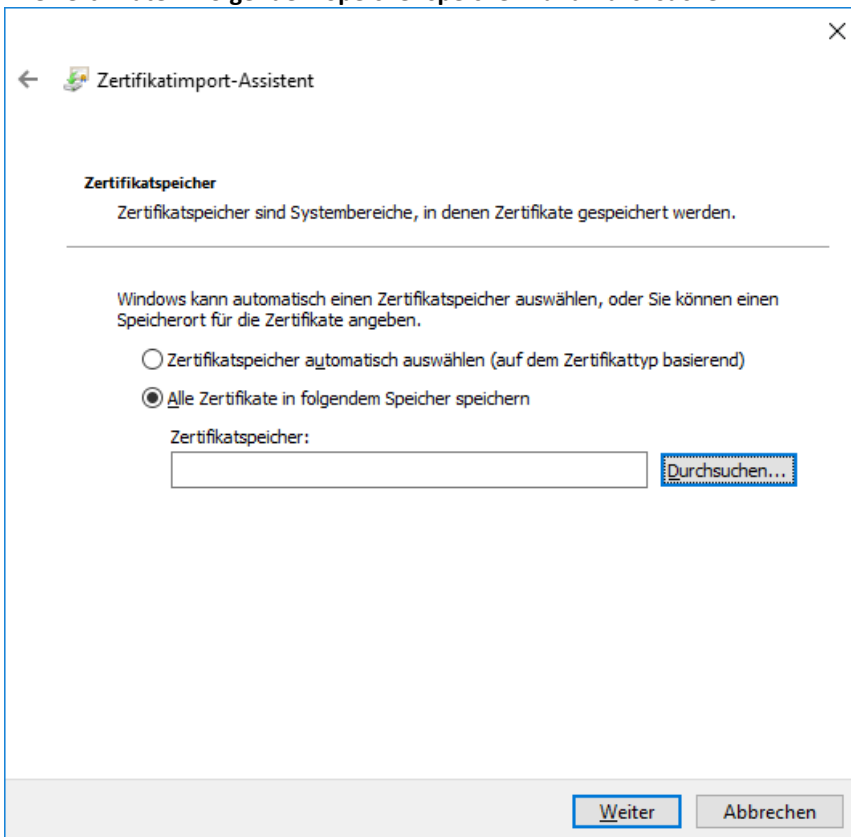 Zertifikatimport-Assistent
Zertifikatspeicher
Zertifikatspeicher sind Systembereiche, in denen Zertifikate gespeichert werden.
Windows kann automatisch einen Zertifikatspeicher auswählen, oder Sie können einen
Speicherort für die Zertifikate angeben.
Zertifikatspeicher automatisch auswählen (auf dem Zertifikattyp basierend)
Alle Zertifikate in folgendem Speicher speichern
Zertifikatspeicher:
Durchsuchen...
Weiter Abbrechen